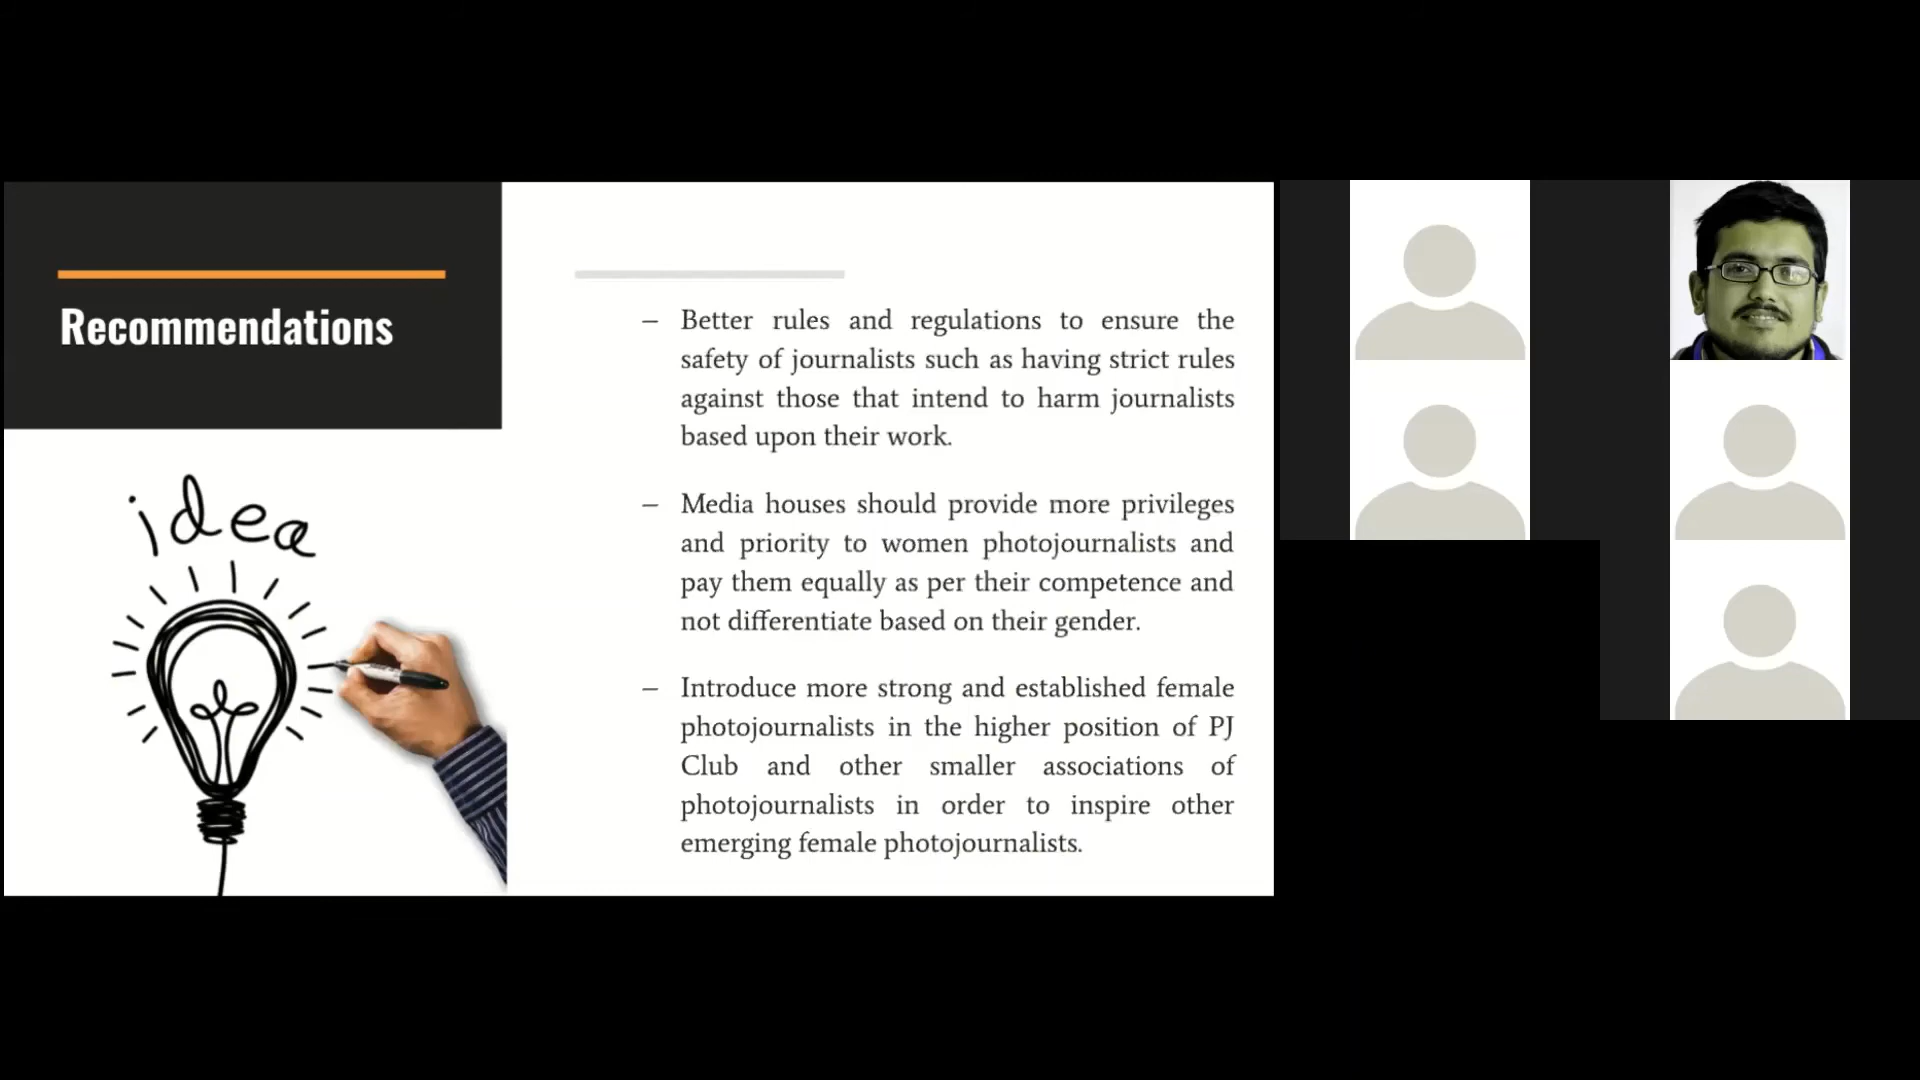 Recommendations
idea
– Better rules and regulations to ensure the
safety of journalists such as having strict rules
against those that intend to harm journalists
based upon their work.
– Media houses should provide more privileges
and priority to women photojournalists and
pay them equally as per their competence and
not differentiate based on their gender.
– Introduce more strong and established female
photojournalists in the higher position of PJ
Club and other smaller associations of
photojournalists in order to inspire other
emerging female photojournalists.